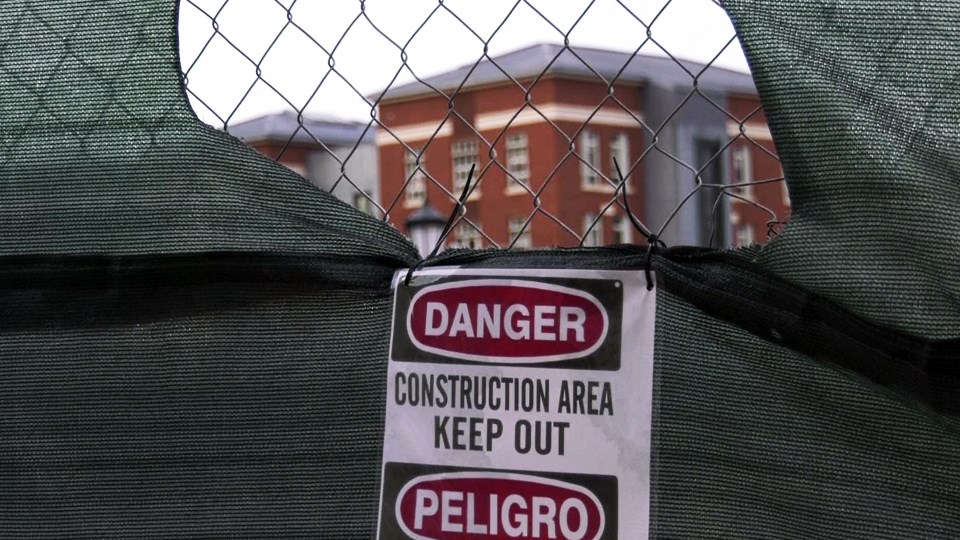 DANGER
CONSTRUCTION AREA
KEEP OUT
PELIGRO